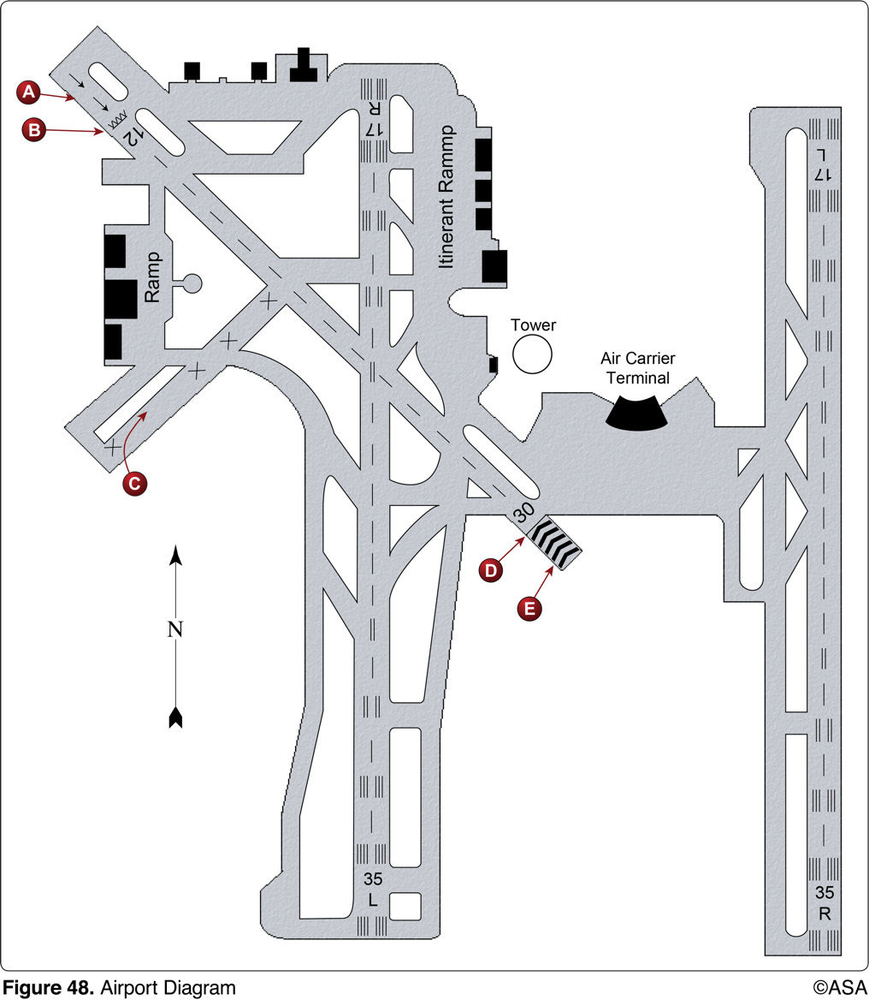 A
B
12
17
R
17
L
Itinerant Rammp
Ramp
Tower
Air Carrier
Terminal
C
30
D
E
N
35
L
35
R
Figure 48. Airport Diagram
©ASA